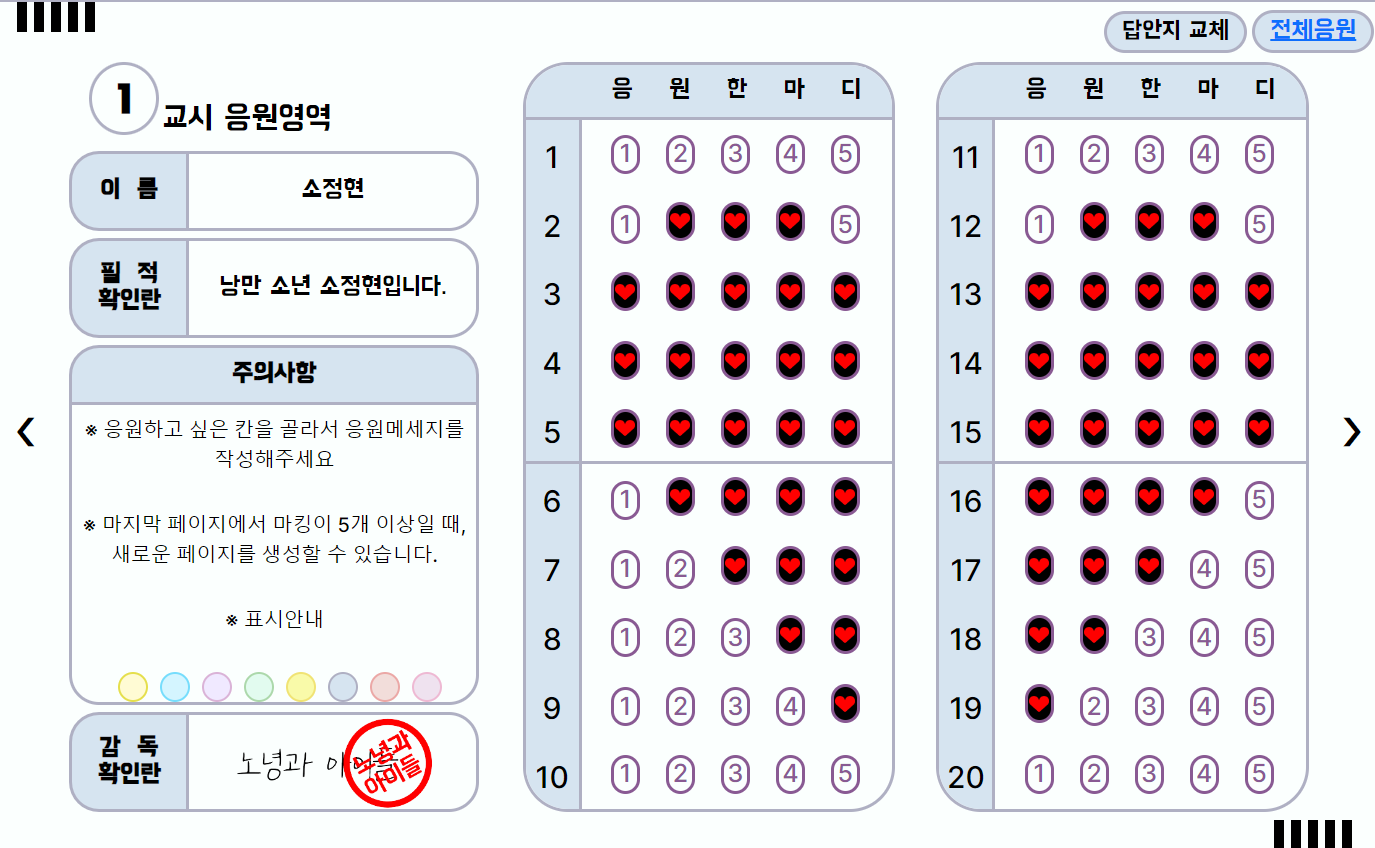 답안지 교체 전체응원
1 교시 응원영역
이 름 소정현
필 적
확인란
낭만 소년 소정현입니다.
주의사항
※ 응원하고 싶은 칸을 골라서 응원메세지를
작성해주세요
※ 마지막 페이지에서 마킹이 5개 이상일 때,
새로운 페이지를 생성할 수 있습니다.
※ 표시안내
감 독
확인란
노녕과 아이들
노녕과
아이들
응 원 한 마 디
1 1 2 3 4 5
2 1 5
3
4
5
6 1
7 1 2
8 1 2 3
9 1 2 3 4
10 1 2 3 4 5
응 원 한 마 디
11 1 2 3 4 5
12 1 5
13
14
15
16 5
17 4 5
18 3 4 5
19 2 3 4 5
20 1 2 3 4 5